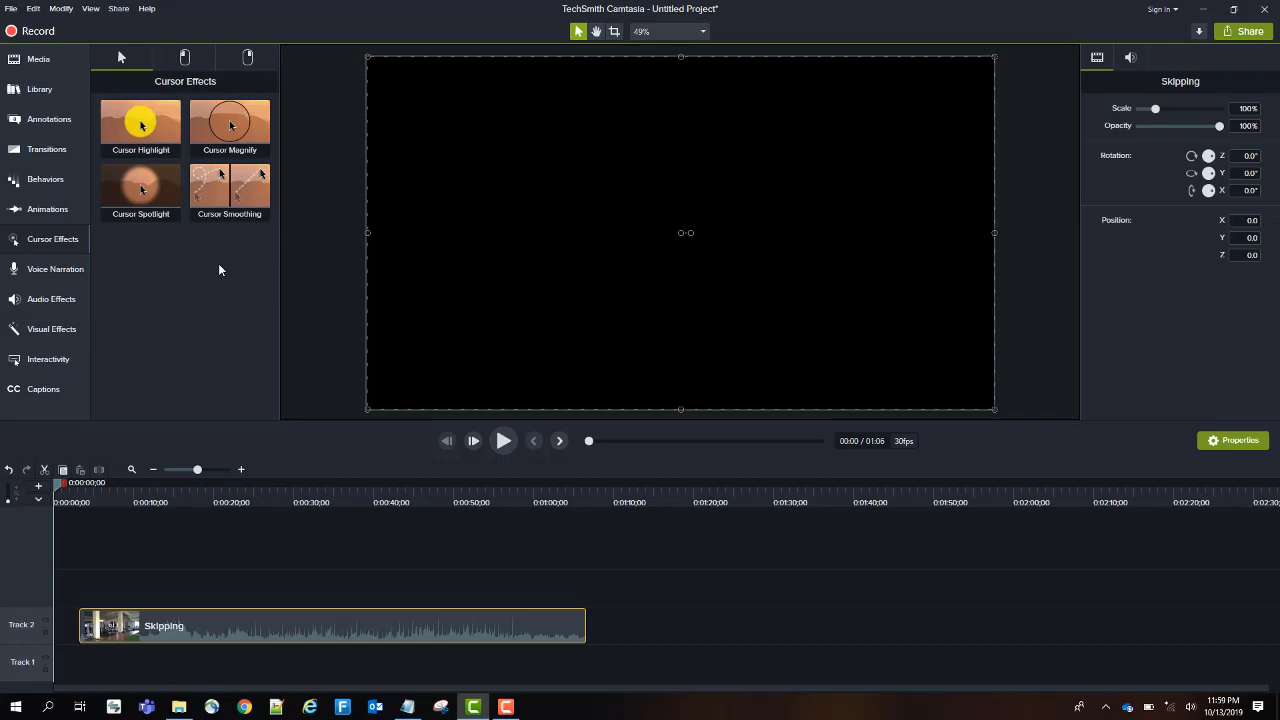 File Edit Modify View Share Help
TechSmith Camtasia - Untitled Project*
Sign in
Record
49%
Share
Media
Library
Annotations
Transitions
Behaviors
Animations
Cursor Effects
Voice Narration
Audio Effects
Visual Effects
Interactivity
CC Captions
Cursor Effects
Cursor Highlight Cursor Magnify
Cursor Spotlight Cursor Smoothing
Skipping
Scale 100%
Opacity 100%
Rotation: Z 0.0°
Y 0.0°
X 0.0°
Position: X 0.0
Y 0.0
Z 0.0
00:00 / 01:06 30fps
Properties
0:00:00;00
0:00:00;00 0:00:10;00 0:00:20;00 0:00:30;00 0:00:40;00 0:00:50;00 0:01:00;00 0:01:10;00 0:01:20;00 0:01:30;00 0:01:40;00 0:01:50;00 0:02:00;00 0:02:10;00 0:02:20;00 0:02:30;
Track 2
Skipping
Track 1
11:59 PM
10/13/2019